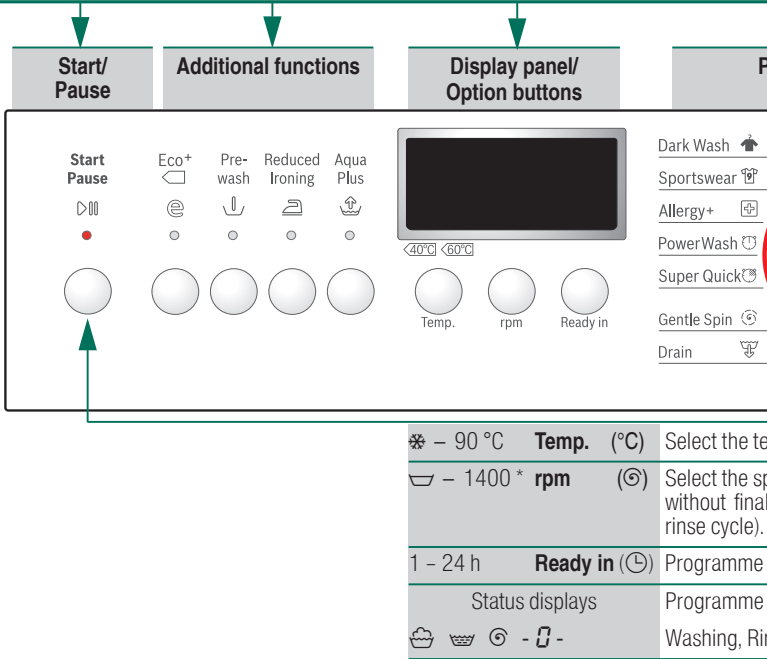 Start/
Pause
Additional functions
Display panel/
Option buttons
P
Start
Pause
Eco+
Pre-
wash
Reduced
Ironing
Aqua
Plus
40°C 60°C
Temp.
rpm
Ready in
Dark Wash
Sportswear
Allergy+
PowerWash
Super Quick
Gentle Spin
Drain
– 90 °C Temp. (°C) Select the te
– 1400 * rpm Select the sp
without final
rinse cycle).
1 – 24 h Ready in Programme
Status displays Programme
- 0 - Washing, Rin